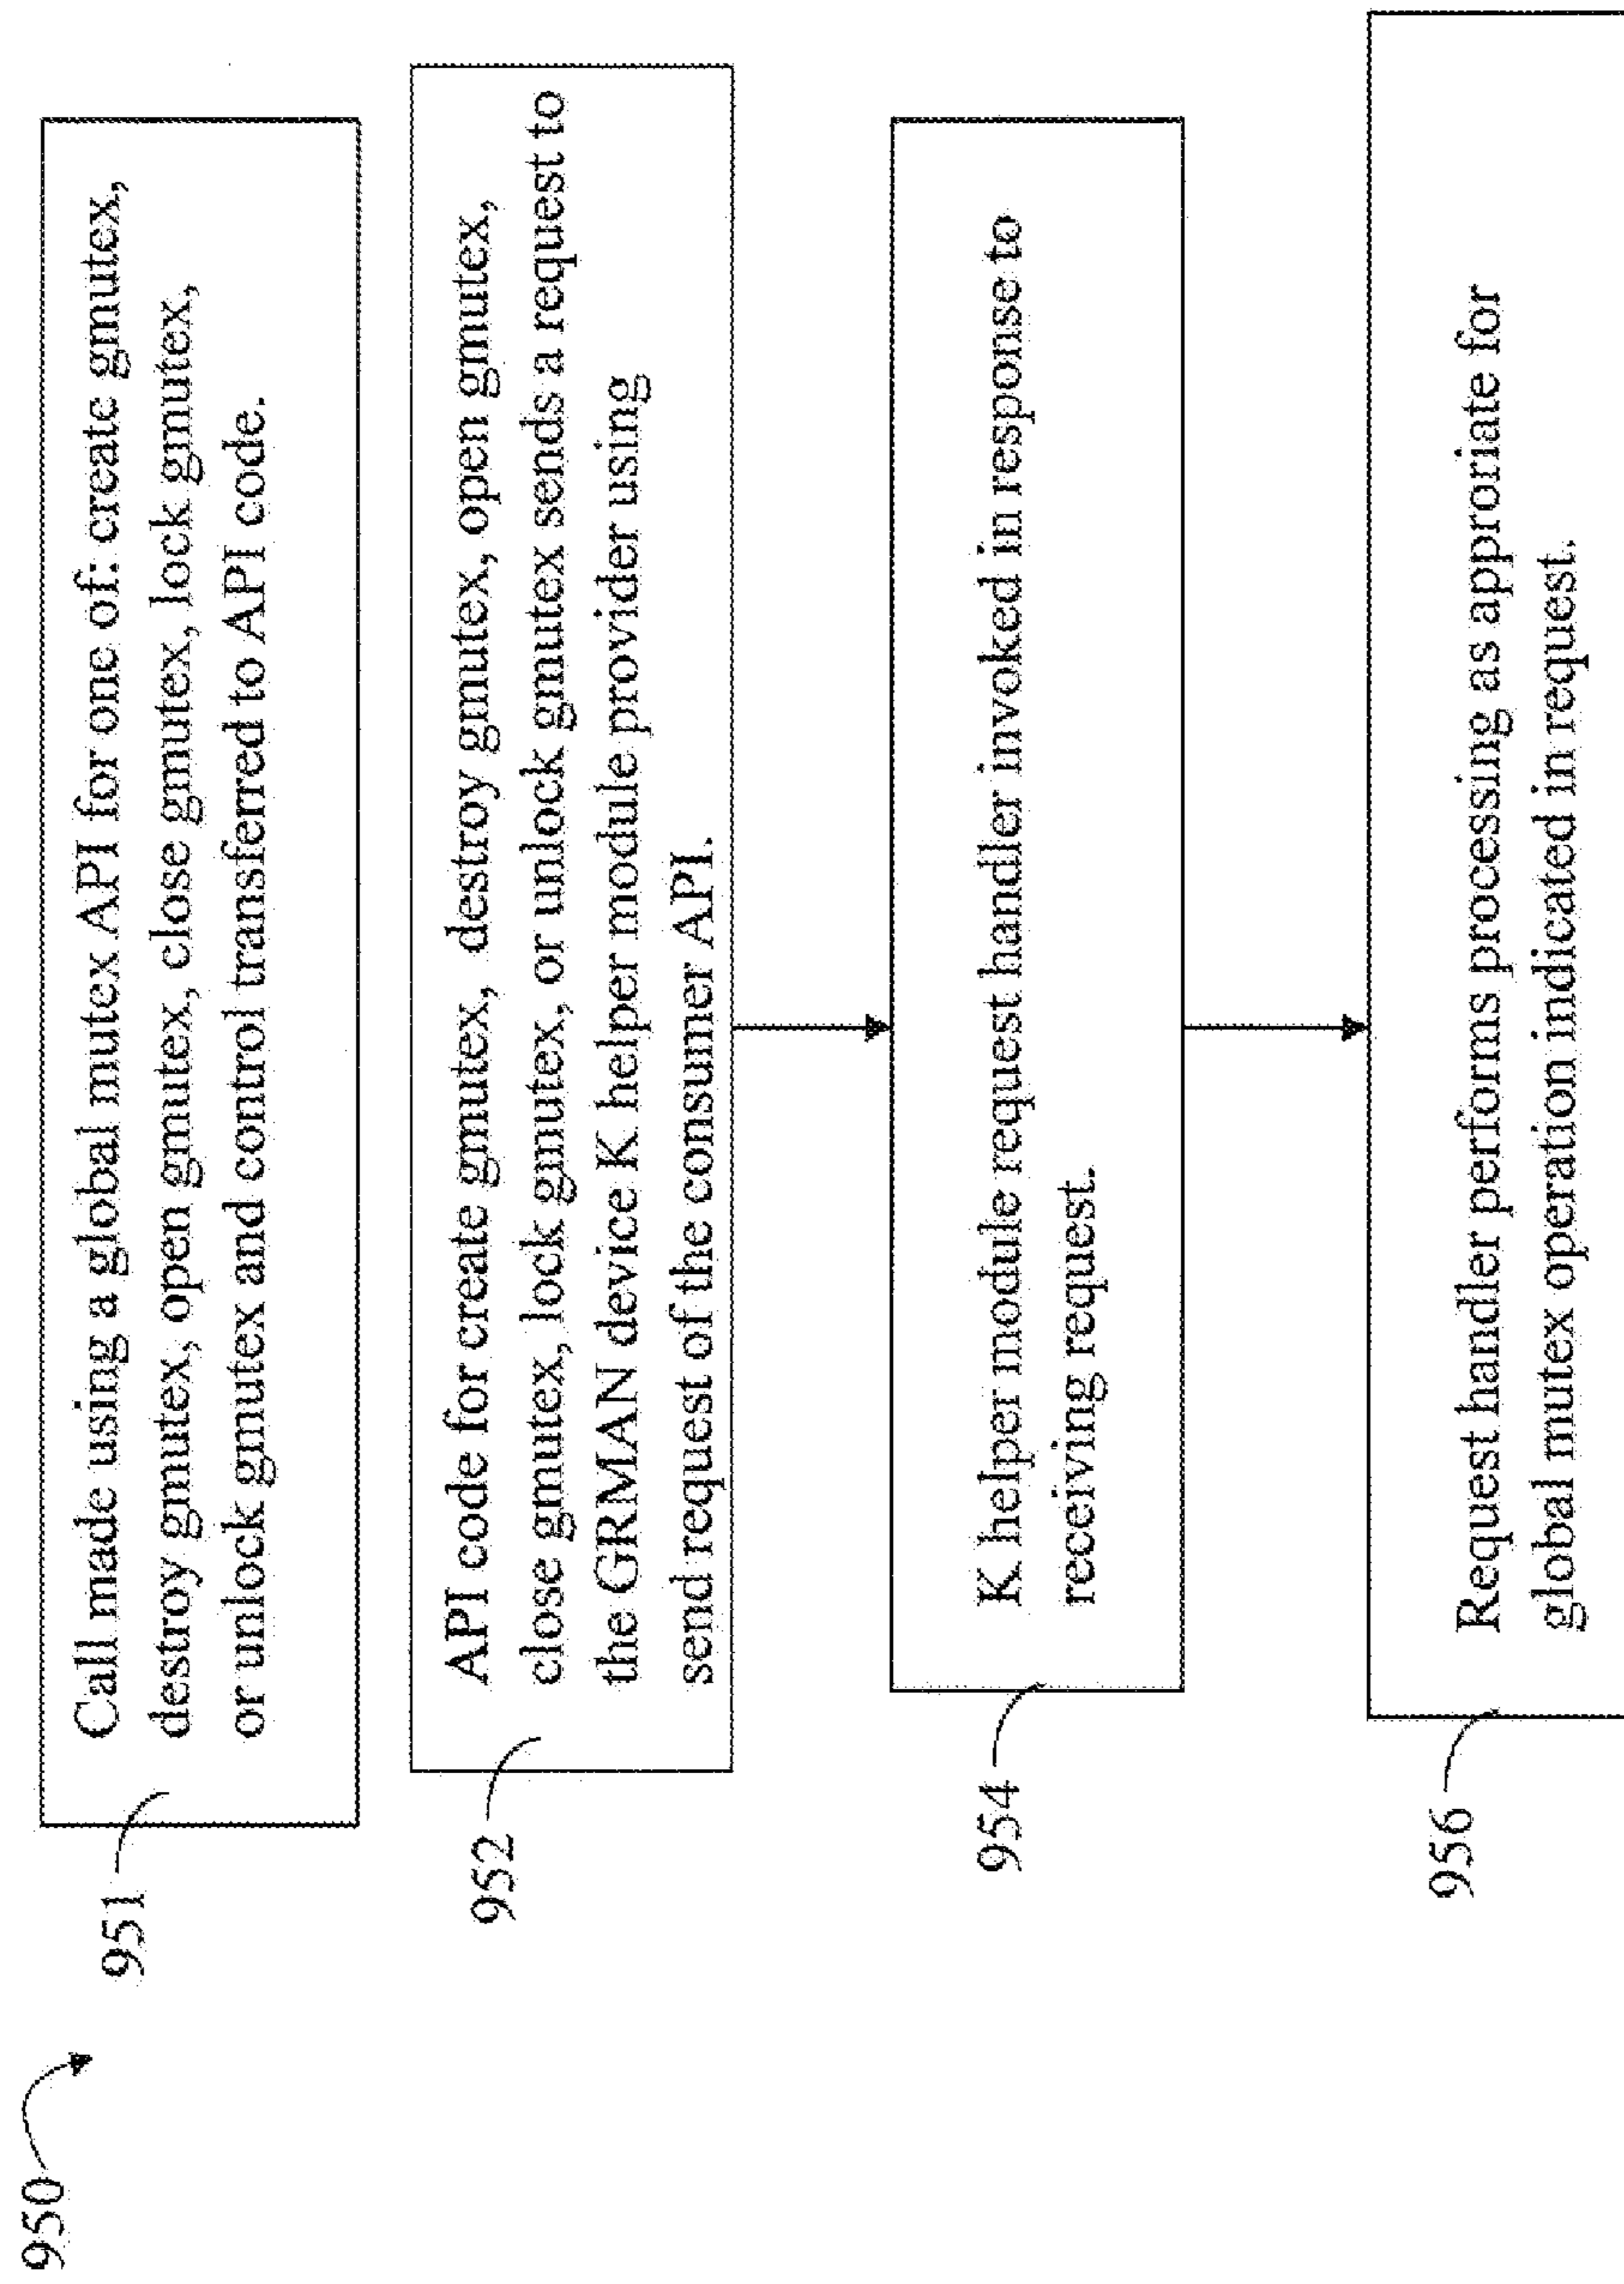 950
951
Call made using a global mutex API for one of: create gmutex,
destroy gmutex, open gmutex, close gmutex, lock gmutex,
or unlock gmutex and control transferred to API code.
952
API code for create gmutex, destroy gmutex, open gmutex,
close gmutex, lock gmutex, or unlock gmutex sends a request to
the GRMAN device K helper module provider using
send request of the consumer API.
954
K helper module request handler invoked in response to
receiving request.
956
Request handler performs processing as approriate for
global mutex operation indicated in request.